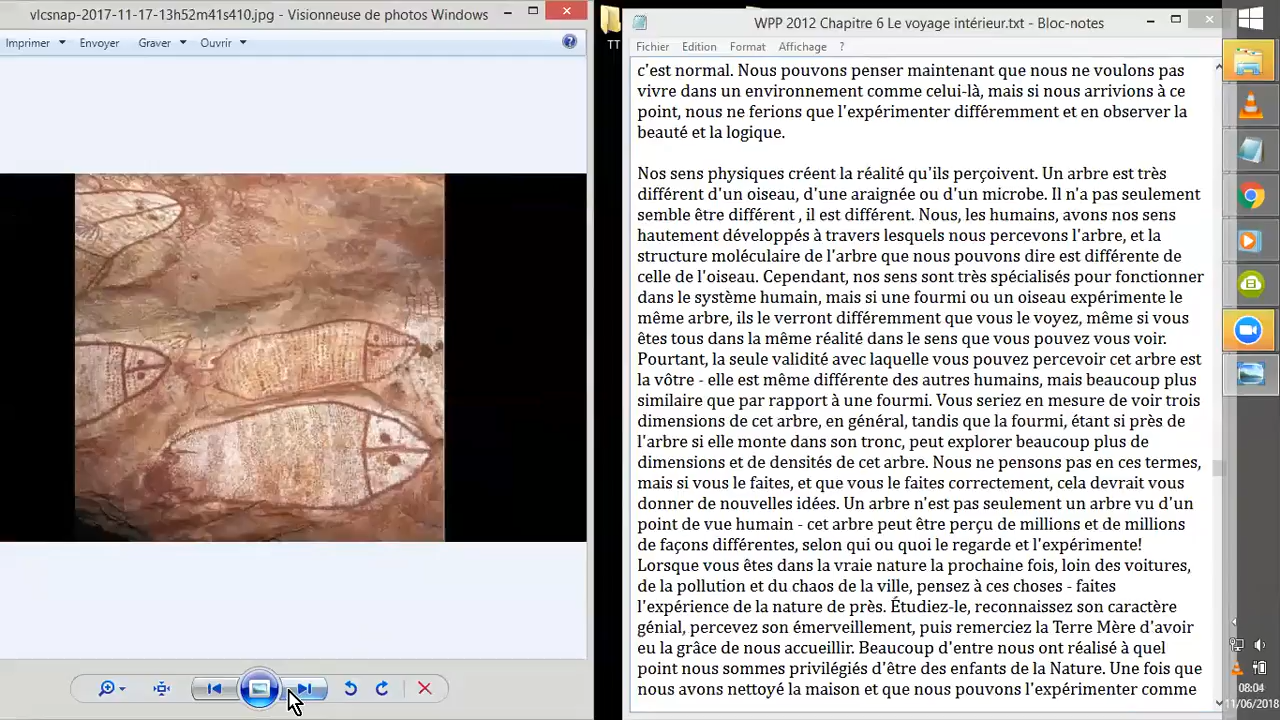 vlcsnap-2017-11-17-13h52m41s410.jpg - Visionneuse de photos Windows
Imprimer Envoyer Graver Ouvrir
TT
WPP 2012 Chapitre 6 Le voyage intérieur.txt - Bloc-notes
Fichier Edition Format Affichage ?
c'est normal. Nous pouvons penser maintenant que nous ne voulons pas
vivre dans un environnement comme celui-là, mais si nous arrivions à ce
point, nous ne ferions que l'expérimenter différemment et en observer la
beauté et la logique.
Nos sens physiques créent la réalité qu'ils perçoivent. Un arbre est très
différent d'un oiseau, d'une araignée ou d'un microbe. Il n'a pas seulement
semble être différent , il est différent. Nous, les humains, avons nos sens
hautement développés à travers lesquels nous percevons l'arbre, et la
structure moléculaire de l'arbre que nous pouvons dire est différente de
celle de l'oiseau. Cependant, nos sens sont très spécialisés pour fonctionner
dans le système humain, mais si une fourmi ou un oiseau expérimente le
même arbre, ils le verront différemment que vous le voyez, même si vous
êtes tous dans la même réalité dans le sens que vous pouvez vous voir.
Pourtant, la seule validité avec laquelle vous pouvez percevoir cet arbre est
la vôtre - elle est même différente des autres humains, mais beaucoup plus
similaire que par rapport à une fourmi. Vous seriez en mesure de voir trois
dimensions de cet arbre, en général, tandis que la fourmi, étant si près de
l'arbre si elle monte dans son tronc, peut explorer beaucoup plus de
dimensions et de densités de cet arbre. Nous ne pensons pas en ces termes,
mais si vous le faites, et que vous le faites correctement, cela devrait vous
donner de nouvelles idées. Un arbre n'est pas seulement un arbre vu d'un
point de vue humain - cet arbre peut être perçu de millions et de millions
de façons différentes, selon qui ou quoi le regarde et l'expérimente!
Lorsque vous êtes dans la vraie nature la prochaine fois, loin des voitures,
de la pollution et du chaos de la ville, pensez à ces choses - faites
l'expérience de la nature de près. Étudiez-le, reconnaissez son caractère
génial, percevez son émerveillement, puis remerciez la Terre Mère d'avoir
eu la grâce de nous accueillir. Beaucoup d'entre nous ont réalisé à quel
point nous sommes privilégiés d'être des enfants de la Nature. Une fois que
nous avons nettoyé la maison et que nous pouvons l'expérimenter comme
08:04
11/06/2018